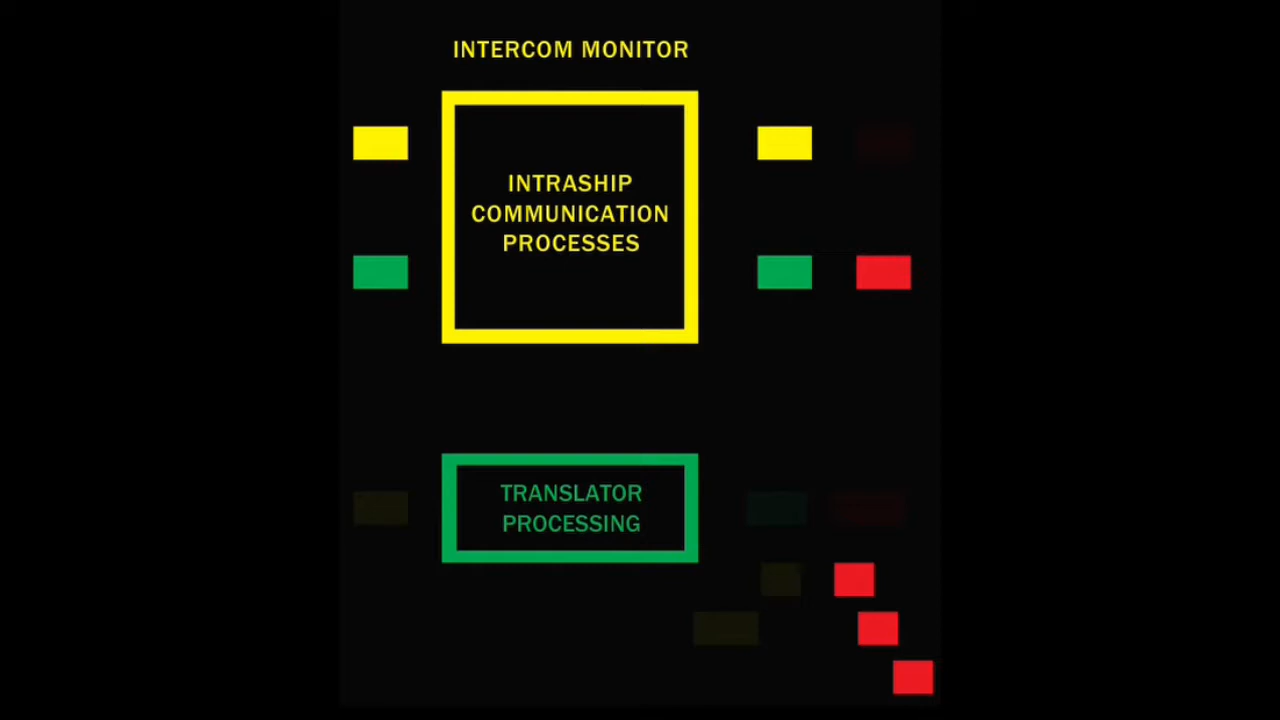 INTERCOM MONITOR
INTRASHIP
COMMUNICATION
PROCESSES
TRANSLATOR
PROCESSING